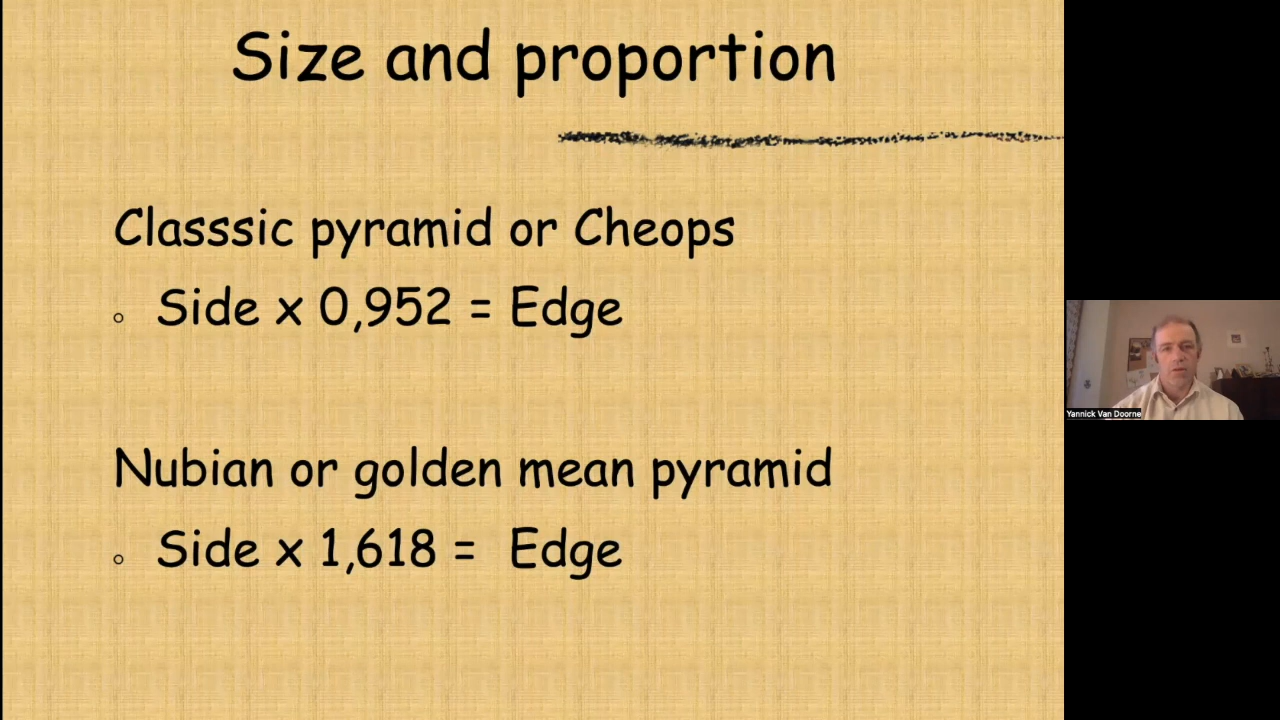 Size and proportion
Classsic pyramid or Cheops
Side x 0,952 = Edge
Nubian or golden mean pyramid
Side x 1,618 = Edge
Yannick Van Doorne